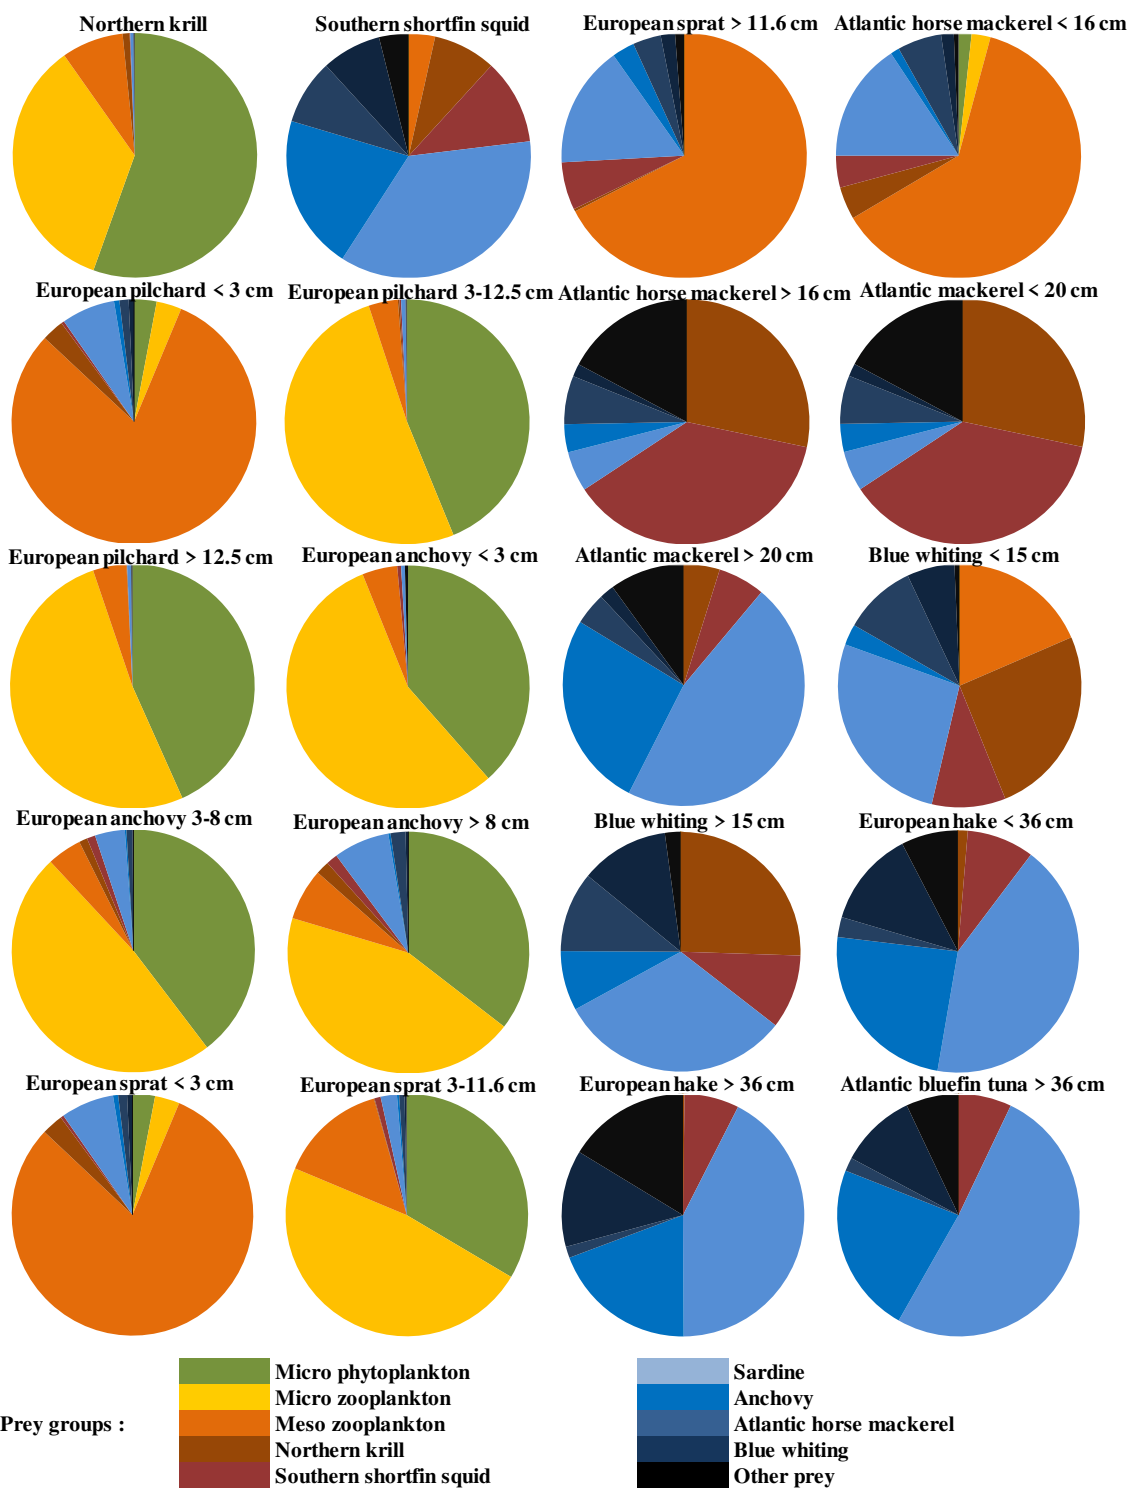 Northern krill
Southern shortfin squid
European sprat > 11.6 cm
Atlantic horse mackerel < 16 cm
European pilchard < 3 cm
European pilchard 3-12.5 cm
Atlantic horse mackerel > 16 cm
Atlantic mackerel < 20 cm
European pilchard > 12.5 cm
European anchovy < 3 cm
Atlantic mackerel > 20 cm
Blue whiting < 15 cm
European anchovy 3-8 cm
European anchovy > 8 cm
Blue whiting > 15 cm
European hake < 36 cm
European sprat < 3 cm
European sprat 3-11.6 cm
European hake > 36 cm
Atlantic bluefin tuna > 36 cm
Prey groups :
Micro phytoplankton
Micro zooplankton
Meso zooplankton
Northern krill
Southern shortfin squid
Sardine
Anchovy
Atlantic horse mackerel
Blue whiting
Other prey